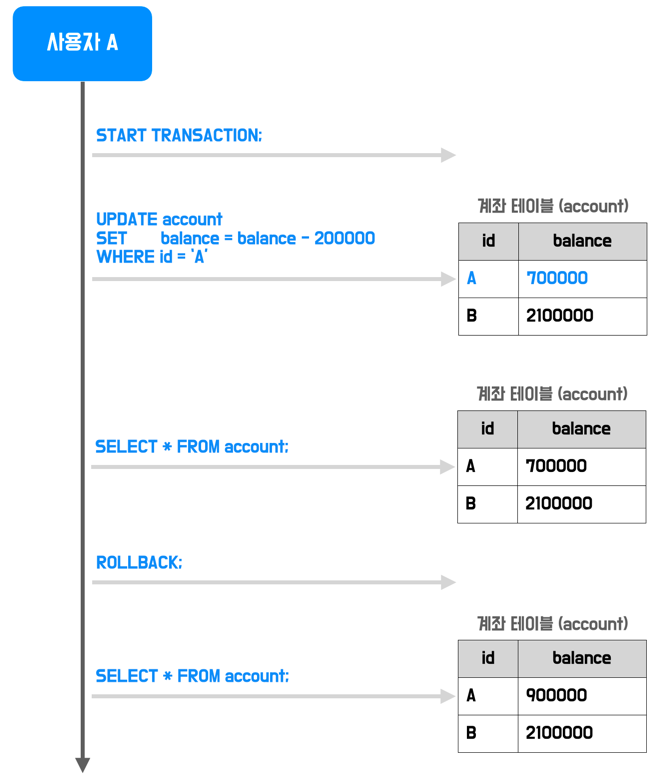 사용자 A
START TRANSACTION;
UPDATE account
SET balance = balance - 200000
WHERE id = 'A'
계좌 테이블 (account)
id balance
A 700000
B 2100000
SELECT * FROM account;
계좌 테이블 (account)
id balance
A 700000
B 2100000
ROLLBACK;
SELECT * FROM account;
계좌 테이블 (account)
id balance
A 900000
B 2100000